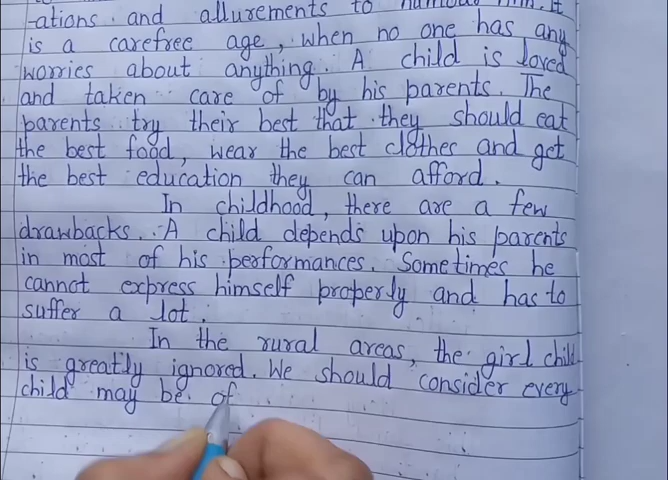 -ations and allurements to
is a carefree age, when no one has any
worries about anything. A child is loved
and taken care of by his parents. The
parents try their best that they should eat
the best food, wear the best clothes and get
the best education they can afford.
In childhood, there are a few
drawbacks. A child depends upon his parents
in most of his performances. Sometimes he
cannot express himself properly and has to
suffer a lot.
In the rural areas, the girl child
is greatly ignored. We should consider every
child may be of